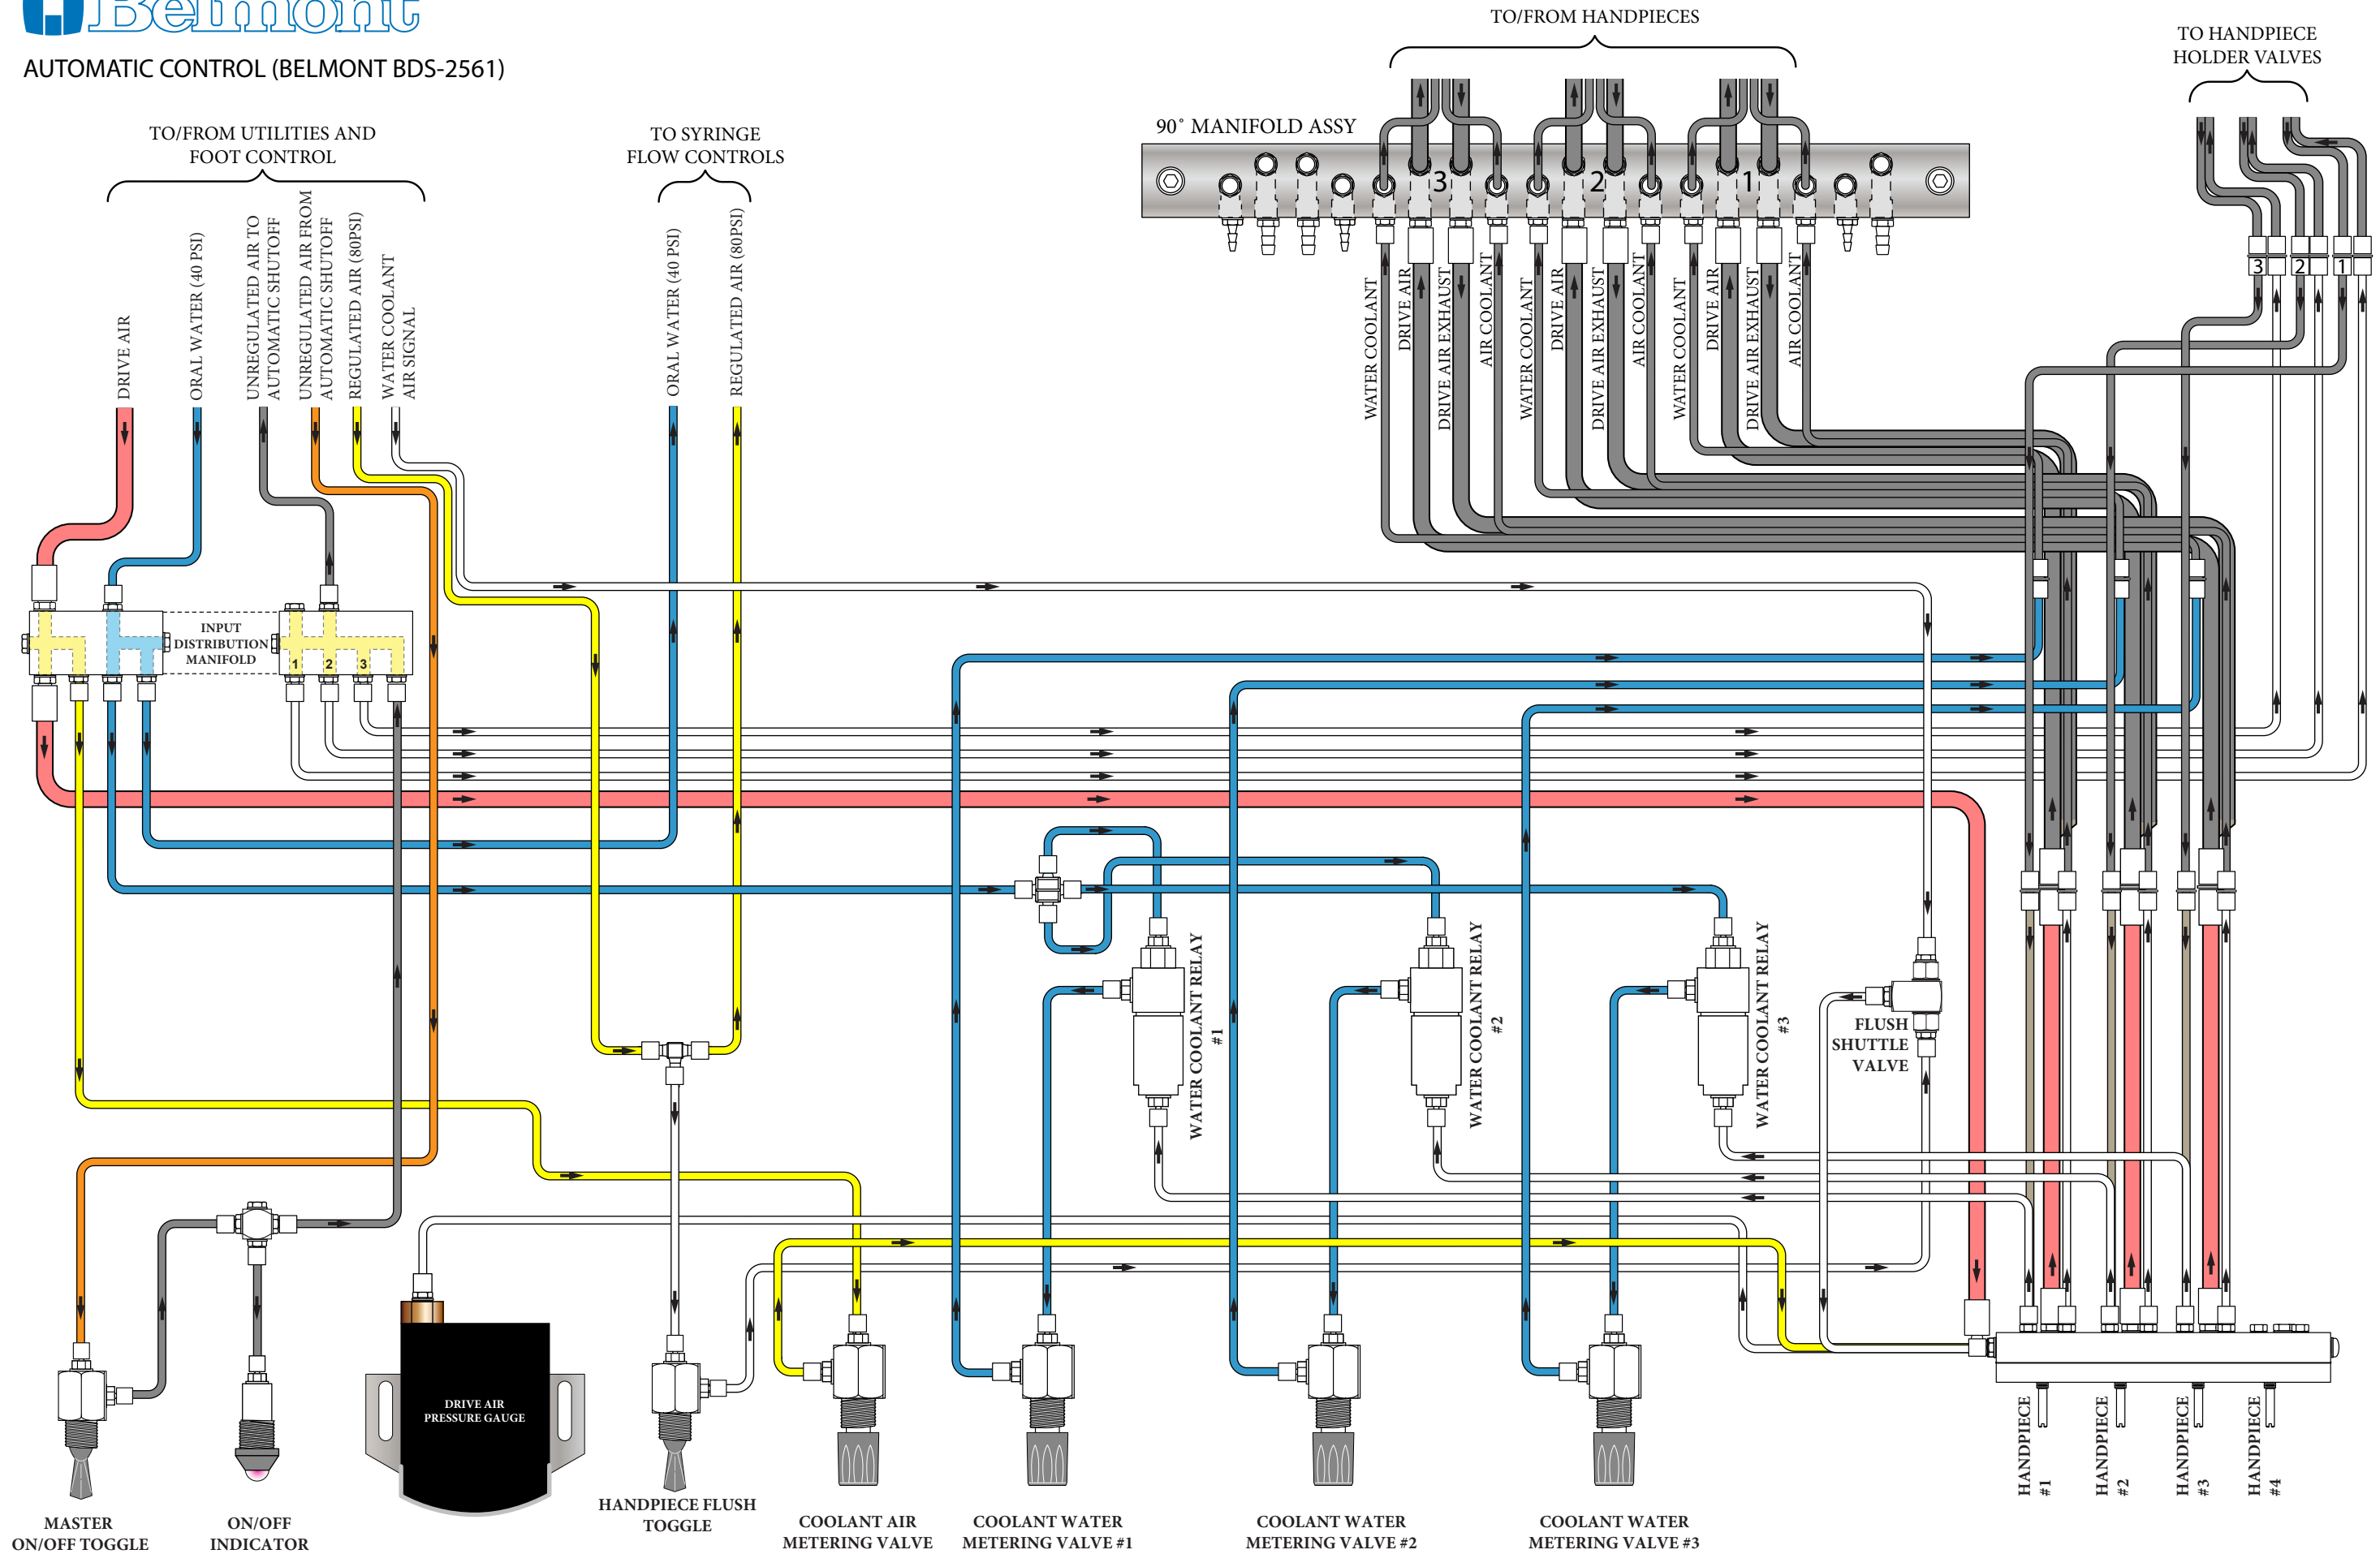 Belmont
AUTOMATIC CONTROL (BELMONT BDS-2561)
TO/FROM UTILITIES AND
FOOT CONTROL
TO SYRINGE
FLOW CONTROLS
TO/FROM HANDPIECES
TO HANDPIECE
HOLDER VALVES
90˚ MANIFOLD ASSY
3
2
1
DRIVE AIR
ORAL WATER (40 PSI)
UNREGULATED AIR TO
AUTOMATIC SHUTOFF
UNREGULATED AIR FROM
AUTOMATIC SHUTOFF
REGULATED AIR (80PSI)
WATER COOLANT
AIR SIGNAL
ORAL WATER (40 PSI)
REGULATED AIR (80PSI)
WATER COOLANT
DRIVE AIR
DRIVE AIR EXHAUST
AIR COOLANT
WATER COOLANT
DRIVE AIR
DRIVE AIR EXHAUST
AIR COOLANT
WATER COOLANT
DRIVE AIR
DRIVE AIR EXHAUST
AIR COOLANT
3
2
1
INPUT
DISTRIBUTION
MANIFOLD
1
2
3
WATER COOLANT RELAY
#1
WATER COOLANT RELAY
#2
WATER COOLANT RELAY
#3
FLUSH
SHUTTLE
VALVE
DRIVE AIR
PRESSURE GAUGE
HANDPIECE
#1
HANDPIECE
#2
HANDPIECE
#3
HANDPIECE
#4
MASTER
ON/OFF TOGGLE
ON/OFF
INDICATOR
HANDPIECE FLUSH
TOGGLE
COOLANT AIR
METERING VALVE
COOLANT WATER
METERING VALVE #1
COOLANT WATER
METERING VALVE #2
COOLANT WATER
METERING VALVE #3